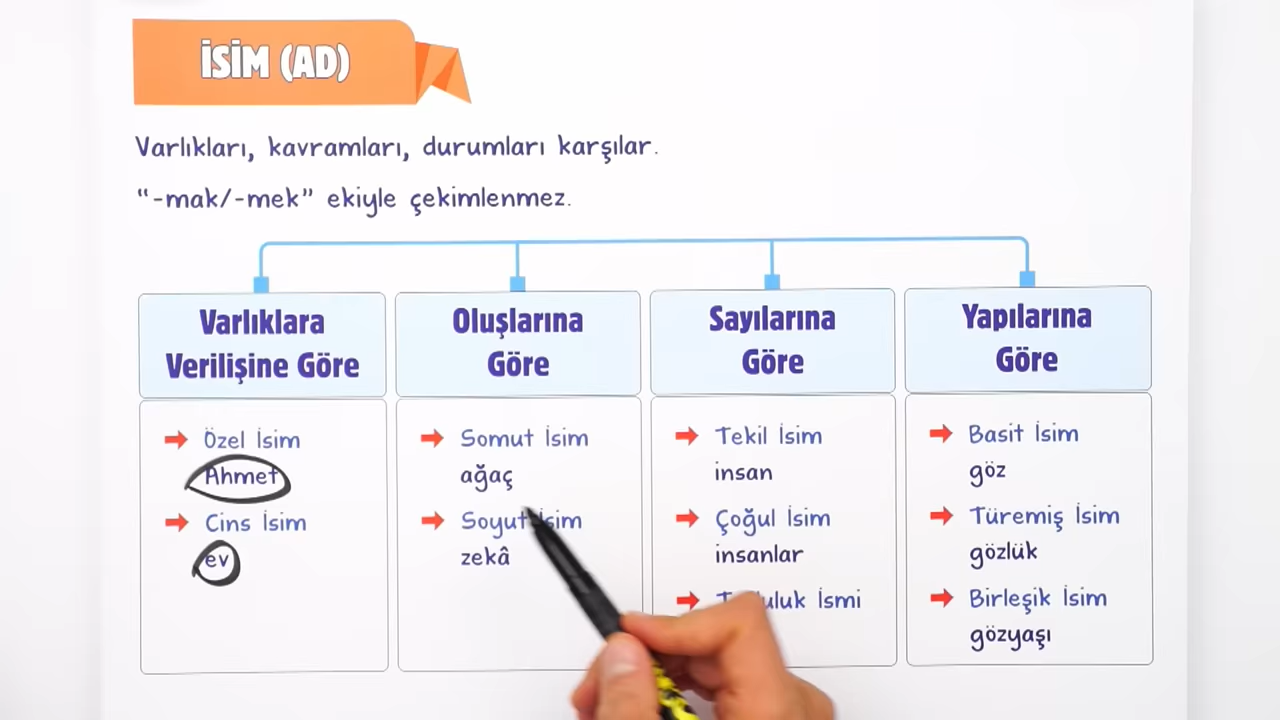 İSİM (AD)
Varlıkları, kavramları, durumları karşılar.
"-mak/-mek" ekiyle çekimlenmez.
Varlıklara
Verilişine Göre
Özel İsim
Ahmet
Cins İsim
ev
Oluşlarına
Göre
Somut İsim
ağaç
Soyut İsim
zekâ
Sayılarına
Göre
Tekil İsim
insan
Çoğul İsim
insanlar
İsmi
Yapılarına
Göre
Basit İsim
göz
Türemiş İsim
gözlük
Birleşik İsim
gözyaşı